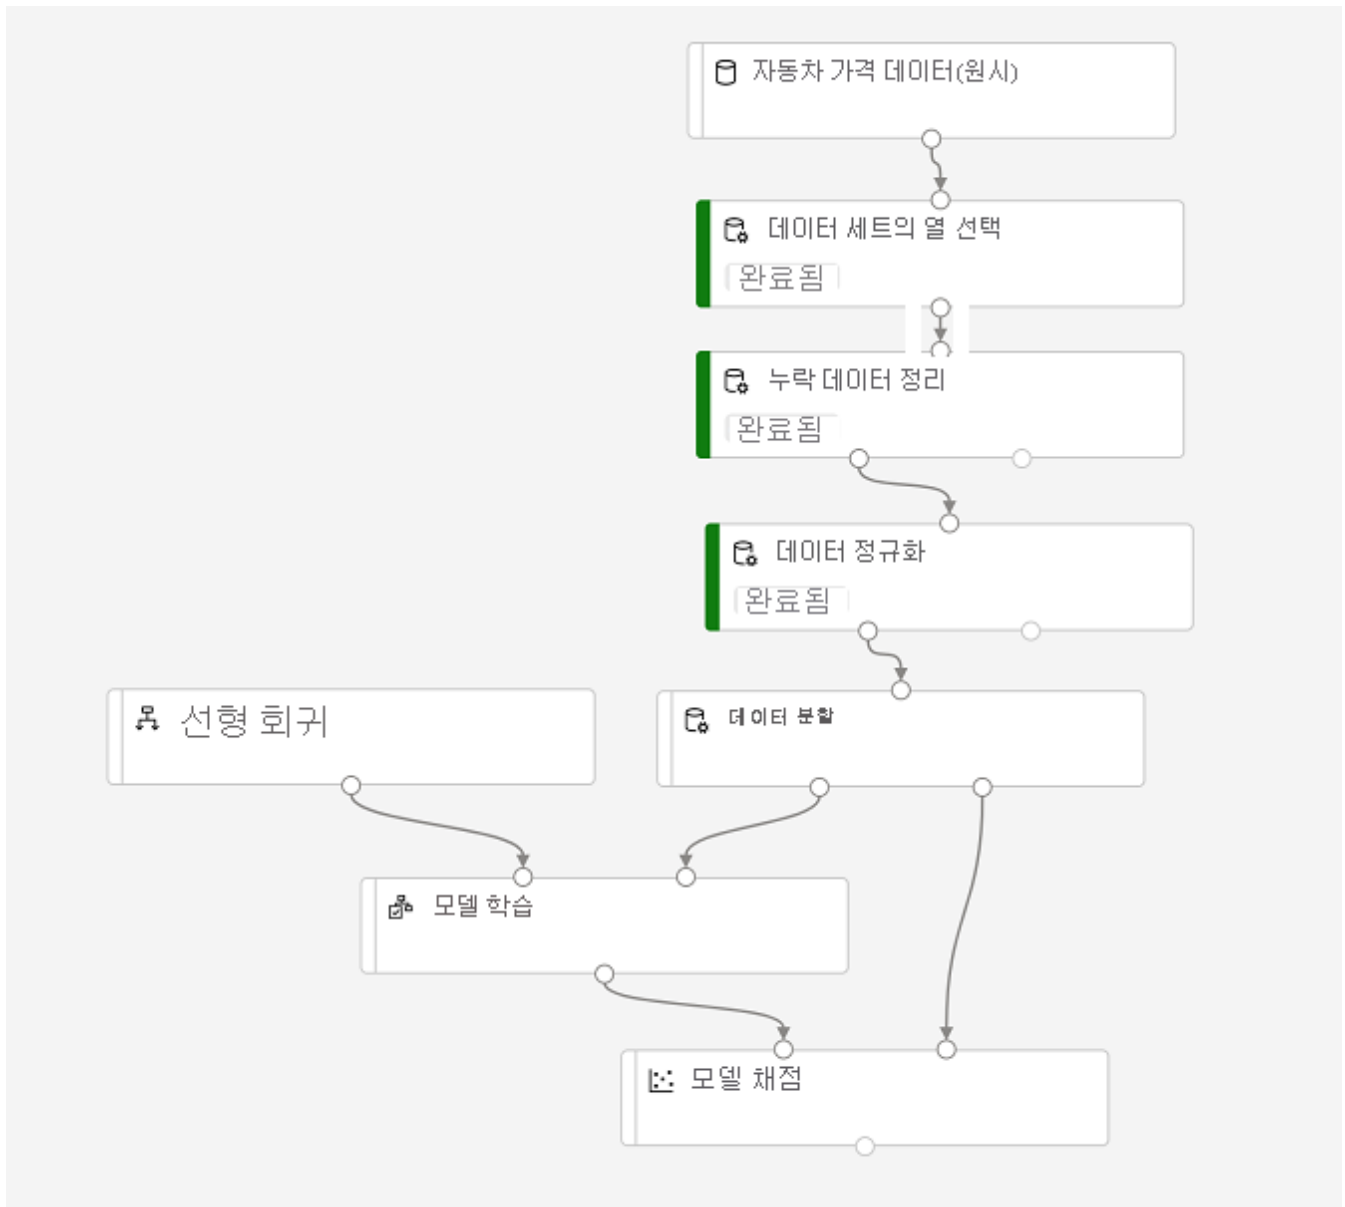 자동차 가격 데이터(원시)
데이터 세트의 열 선택
완료됨
누락 데이터 정리
완료됨
데이터 정규화
완료됨
선형 회귀
데이터 분할
모델 학습
모델 채점